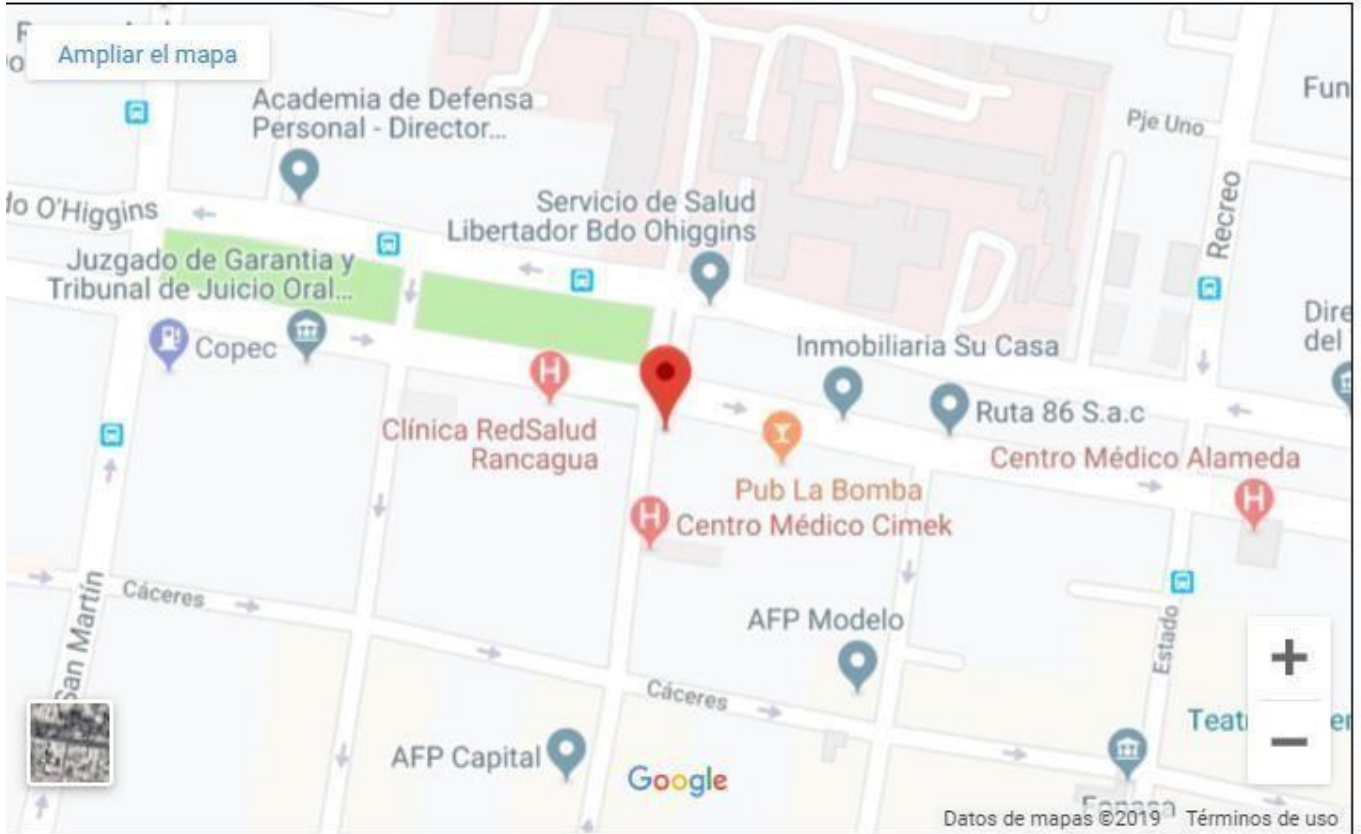 Ampliar el mapa
Academia de Defensa
Personal - Director...
Fun
Pje Uno
do O'Higgins
Servicio de Salud
Libertador Bdo Ohiggins
Recreo
Juzgado de Garantia y
Tribunal de Juicio Oral...
Copec
Inmobiliaria Su Casa
Dire
del
Clínica RedSalud
Rancagua
Ruta 86 S.a.c
Centro Médico Alameda
Pub La Bomba
Centro Médico Cimek
San Martín
Cáceres
AFP Modelo
Estado
Cáceres
AFP Capital
Google
Datos de mapas ©2019
Términos de uso